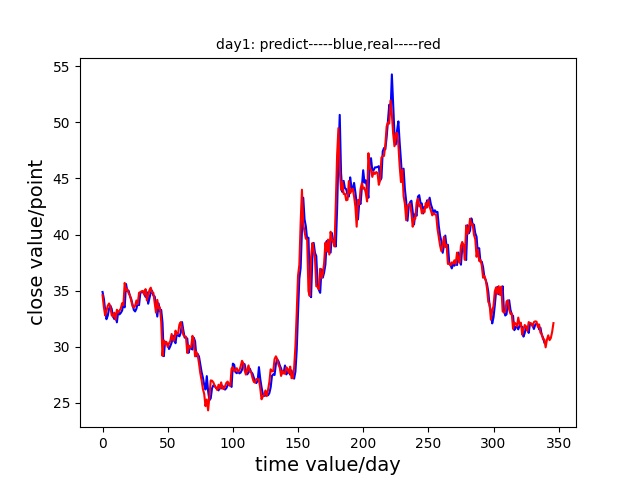 day1: predict-----blue,real-----red
55
50
45
40
35
30
25
close value/point
0 50 100 150 200 250 300 350
time value/day